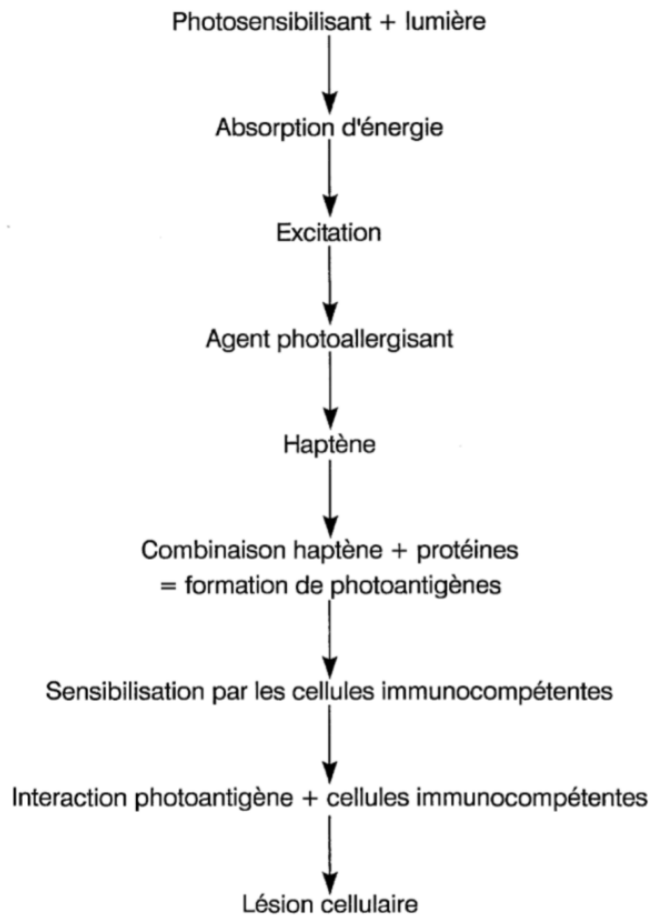 Photosensibilisant + lumière
Absorption d'énergie
Excitation
Agent photoallergisant
Haptène
Combinaison haptène + protéines
= formation de photoantigènes
Sensibilisation par les cellules immunocompétentes
Interaction photoantigène + cellules immunocompétentes
Lésion cellulaire